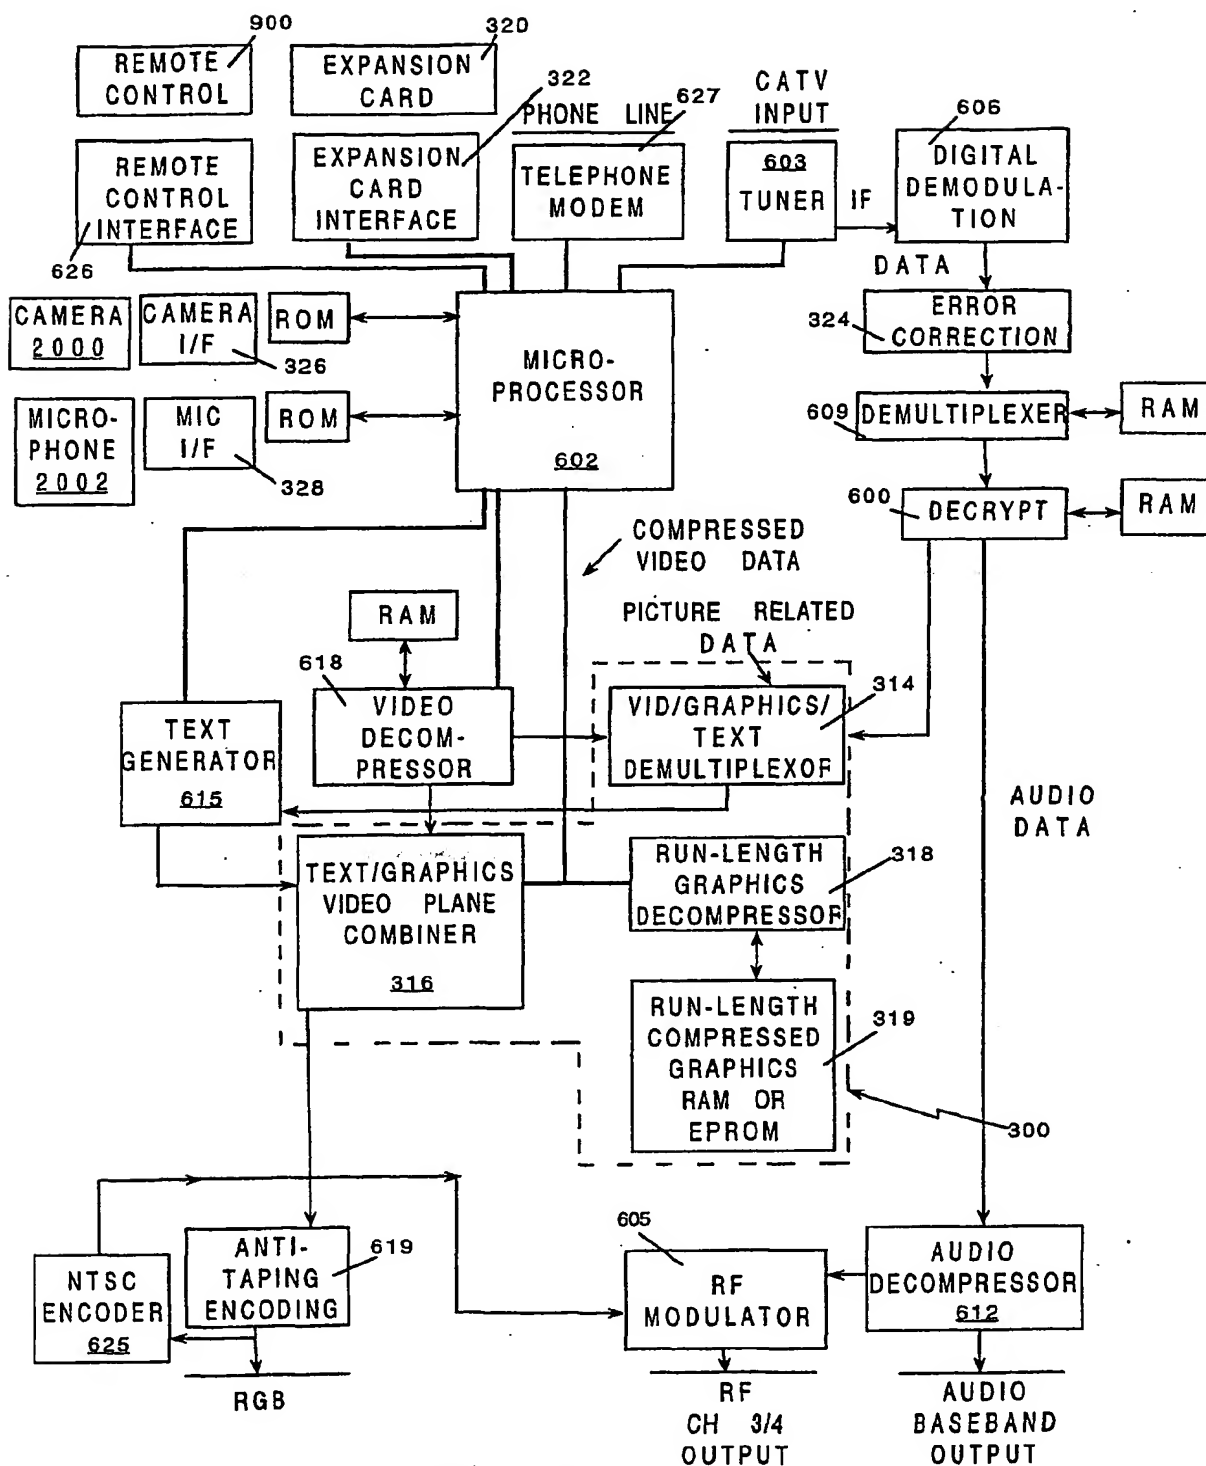 900
REMOTE
CONTROL
320
EXPANSION
CARD
322
PHONE LINE
627
CATV
INPUT
606
REMOTE
CONTROL
INTERFACE
626
EXPANSION
CARD
INTERFACE
TELEPHONE
MODEM
603
TUNER
IF
DIGITAL
DEMODULA-
TION
DATA
CAMERA
2000
CAMERA
I/F
326
ROM
MICRO-
PROCESSOR
602
324
ERROR
CORRECTION
MICRO-
PHONE
2002
MIC
I/F
328
ROM
609
DEMULTIPLEXER
RAM
600
DECRYPT
RAM
COMPRESSED
VIDEO DATA
RAM
PICTURE RELATED
DATA
618
VIDEO
DECOM-
PRESSOR
VID/GRAPHICS/
TEXT
DEMULTIPLEXOF
314
TEXT
GENERATOR
615
AUDIO
DATA
TEXT/GRAPHICS
VIDEO PLANE
COMBINER
316
RUN-LENGTH
GRAPHICS
DECOMPRESSOF
318
RUN-LENGTH
COMPRESSED
GRAPHICS
RAM OR
EPROM
319
300
NTSC
ENCODER
625
ANTI-
TAPING
ENCODING
619
605
RF
MODULATOR
AUDIO
DECOMPRESSOR
612
RGB
RF
CH 3/4
OUTPUT
AUDIO
BASEBAND
OUTPUT